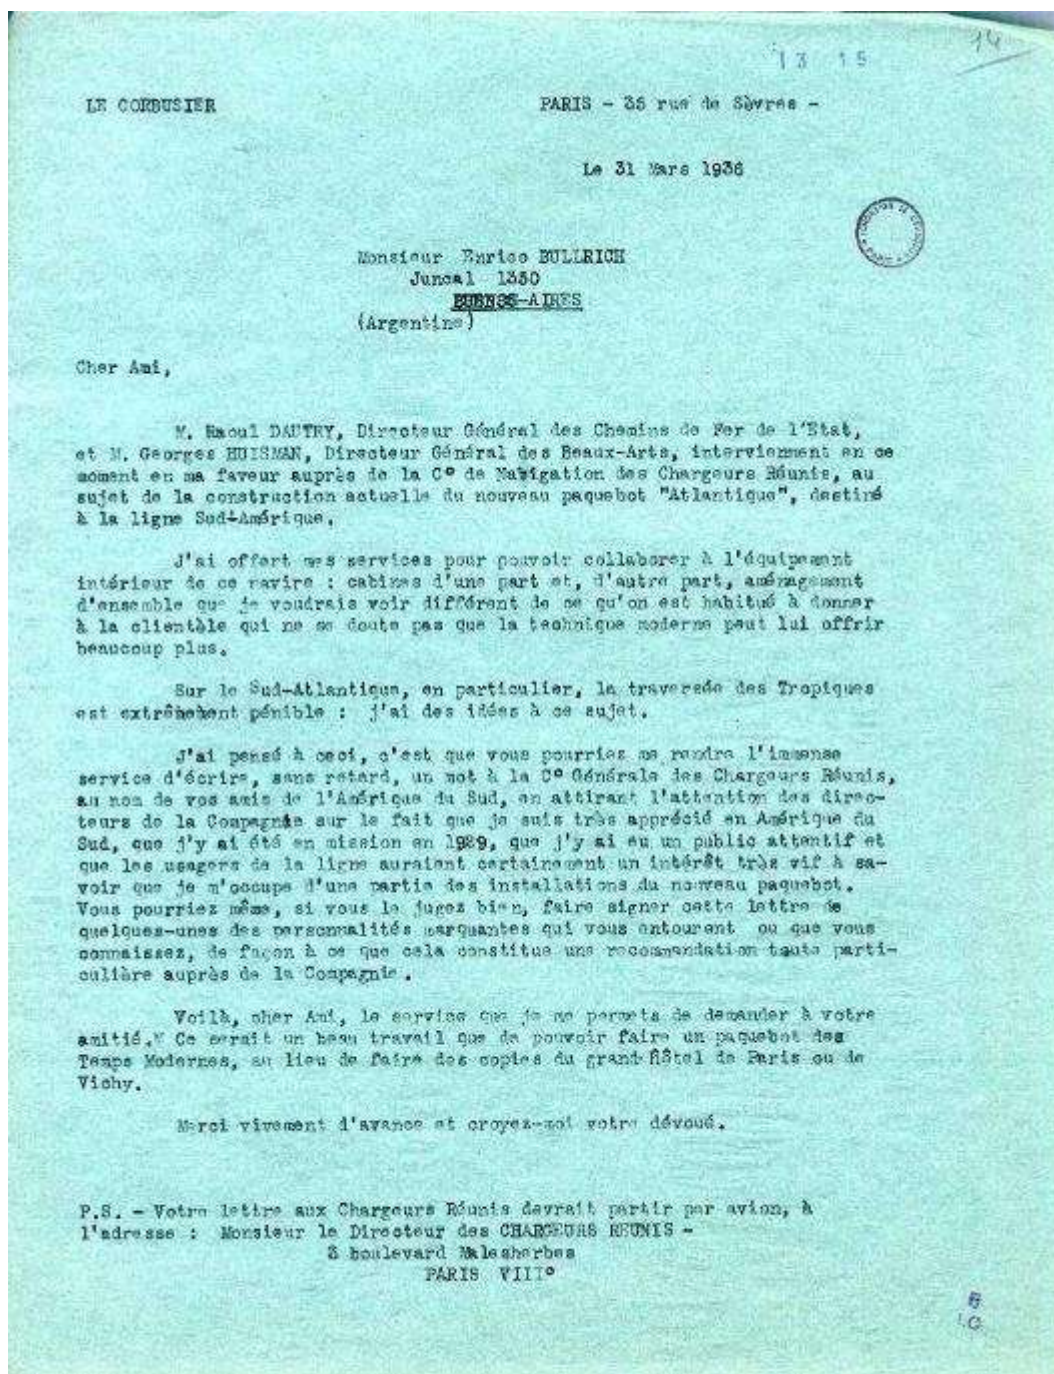 14
13 15
LE CORBUSIER PARIS - 35 rue de Sèvres -
Le 31 Mars 1936
Monsieur Enrico BULLRICH
Juncal 1330
BUENOS-AIRES
(Argentine)
Cher Ami,
M. Raoul DAUTRY, Directeur Général des Chemins de Fer de l'Etat,
et M. Georges HUISMAN, Directeur Général des Beaux-Arts, interviennent en ce
moment en ma faveur auprès de la C° de Navigation des Chargeurs Réunis, au
sujet de la construction actuelle du nouveau paquebot "Atlantique", destiné
à la ligne Sud-Amérique.
J'ai offert mes services pour pouvoir collaborer à l'équipement
intérieur de ce navire : cabines d'une part et, d'autre part, aménagement
d'ensemble que je voudrais voir différent de ce qu'on est habitué à donner
à la clientèle qui ne se doute pas que la technique moderne peut lui offrir
beaucoup plus.
Sur le Sud-Atlantique, en particulier, la traversée des Tropiques
est extrêmement pénible : j'ai des idées à ce sujet.
J'ai pensé à ceci, c'est que vous pourriez me rendre l'immense
service d'écrire, sans retard, un mot à la C° Générale des Chargeurs Réunis,
au nom de vos amis de l'Amérique du Sud, en attirant l'attention des direc-
teurs de la Compagnie sur le fait que je suis très apprécié en Amérique du
Sud, que j'y ai été en mission en 1929, que j'y ai eu un public attentif et
que les usagers de la ligne auraient certainement un intérêt très vif à sa-
voir que je m'occupe d'une partie des installations du nouveau paquebot.
Vous pourriez même, si vous le jugez bien, faire signer cette lettre de
quelques-unes des personnalités marquantes qui vous entourent ou que vous
connaissez, de façon à ce que cela constitue une recommandation toute parti-
culière auprès de la Compagnie.
Voilà, cher Ami, le service que je me permets de demander à votre
amitié. Ce serait un beau travail que de pouvoir faire un paquebot des
Temps Modernes, au lieu de faire des copies du grand Hôtel de Paris ou de
Vichy.
Merci vivement d'avance et croyez-moi votre dévoué.
P.S. - Votre lettre aux Chargeurs Réunis devrait partir par avion, à
l'adresse : Monsieur le Directeur des CHARGEURS REUNIS -
3 boulevard Malesherbes
PARIS VIII°